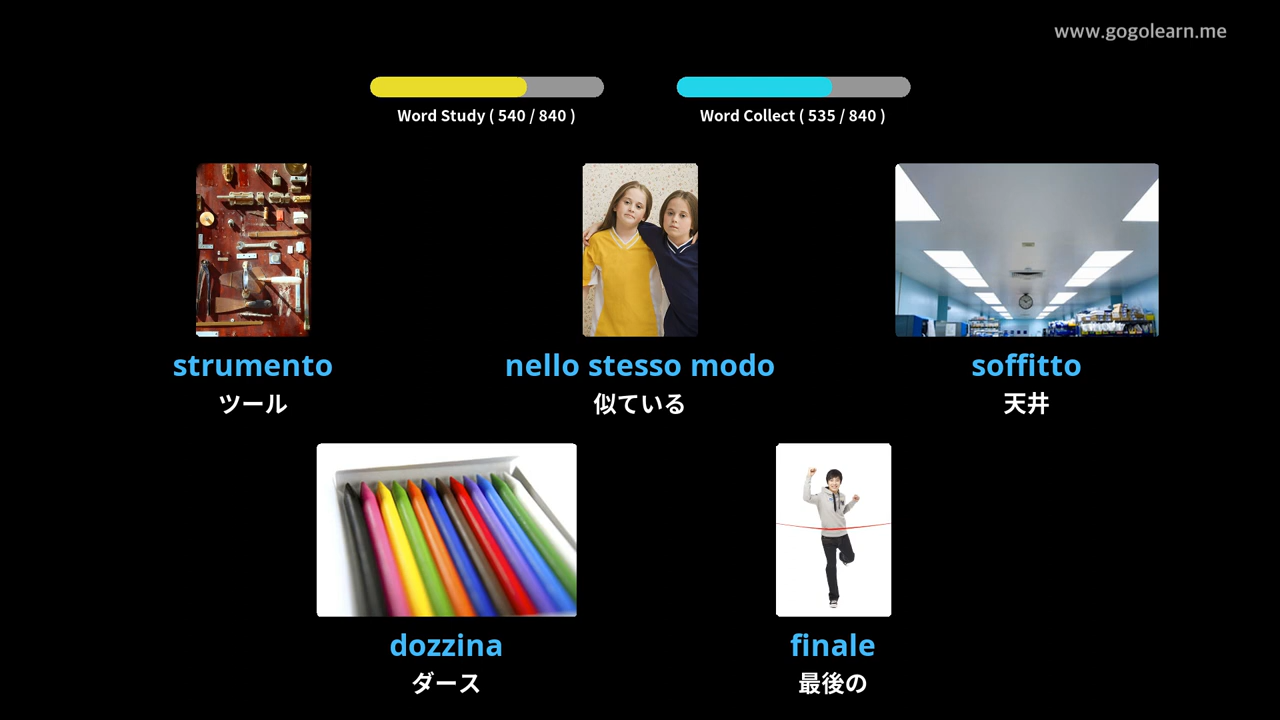 www.gogolearn.me
Word Study ( 540 / 840 )
Word Collect ( 535 / 840 )
strumento
ツール
nello stesso modo
似ている
soffitto
天井
dozzina
ダース
finale
最後の